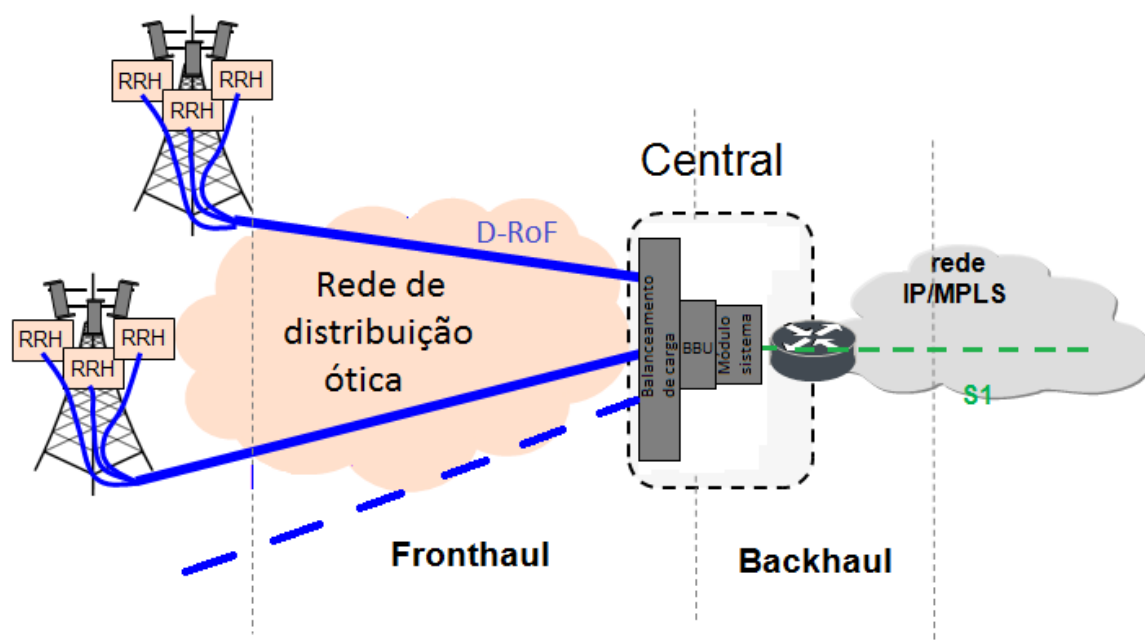 RRH
RRH
RRH
Central
D-RoF
Rede de
distribuição
ótica
RRH
RRH
RRH
Balanceamento
de carga
BBU
Módulo
sistema
rede
IP/MPLS
S1
Fronthaul
Backhaul